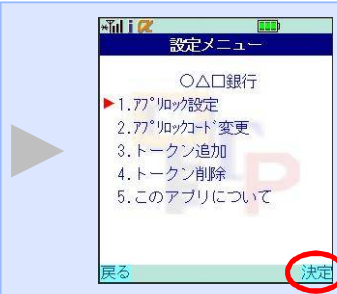 設定メニュー
○△□銀行
1.アプリロック設定
2.アプリロックコード変更
3.トークン追加
4.トークン削除
5.このアプリについて
戻る 決定